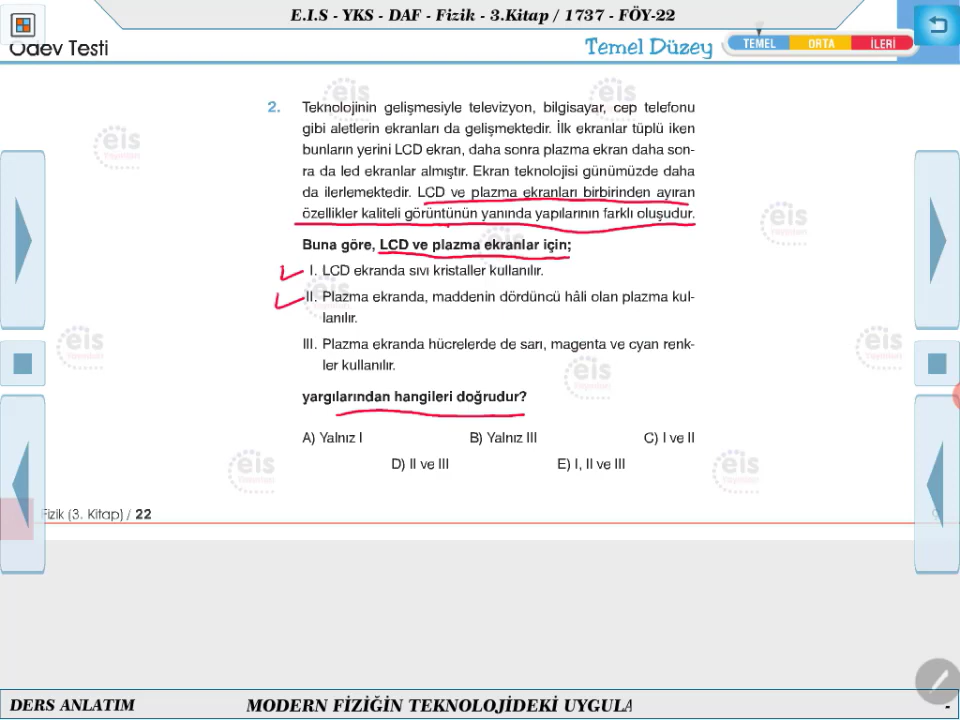 E.I.S - YKS - DAF - Fizik - 3.Kitap / 1737 - FÖY-22
Ödev Testi
Temel Düzey
TEMEL ORTA İLERİ
2. Teknolojinin gelişmesiyle televizyon, bilgisayar, cep telefonu
gibi aletlerin ekranları da gelişmektedir. İlk ekranlar tüplü iken
bunların yerini LCD ekran, daha sonra plazma ekran daha son-
ra da led ekranlar almıştır. Ekran teknolojisi günümüzde daha
da ilerlemektedir. LCD ve plazma ekranları birbirinden ayıran
özellikler kaliteli görüntünün yanında yapılarının farklı oluşudur.
Buna göre, LCD ve plazma ekranlar için;
I. LCD ekranda sıvı kristaller kullanılır.
II. Plazma ekranda, maddenin dördüncü hâli olan plazma kul-
lanılır.
III. Plazma ekranda hücrelerde de sarı, magenta ve cyan renk-
ler kullanılır.
yargılarından hangileri doğrudur?
A) Yalnız I B) Yalnız III C) I ve II
D) II ve III E) I, II ve III
Fizik (3. Kitap) / 22
DERS ANLATIM MODERN FİZİĞİN TEKNOLOJİDEKİ UYGULA -
eis
Yayınları